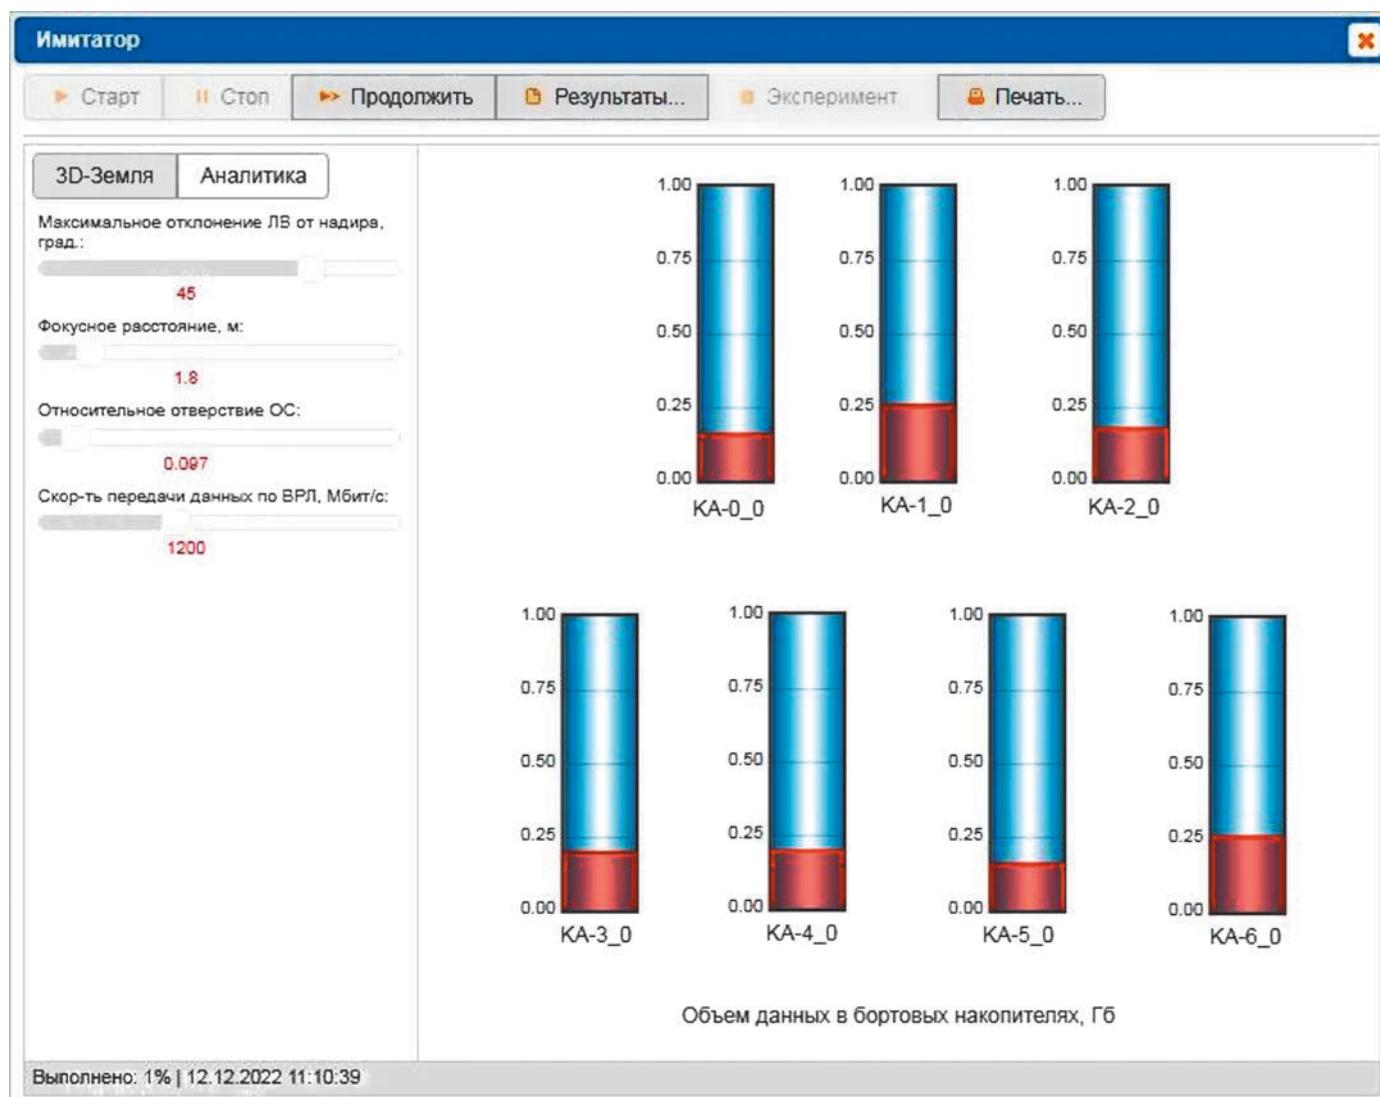 Имитатор
Старт Стоп Продолжить Результаты... Эксперимент Печать...
3D-Земля Аналитика
Максимальное отклонение ЛВ от надира,
град.:
45
Фокусное расстояние, м:
1.8
Относительное отверстие ОС:
0.097
Скор-ть передачи данных по ВРЛ, Мбит/с:
1200
1.00 1.00 1.00
0.75 0.75 0.75
0.50 0.50 0.50
0.25 0.25 0.25
0.00 0.00 0.00
КА-0_0 КА-1_0 КА-2_0
1.00 1.00 1.00 1.00
0.75 0.75 0.75 0.75
0.50 0.50 0.50 0.50
0.25 0.25 0.25 0.25
0.00 0.00 0.00 0.00
КА-3_0 КА-4_0 КА-5_0 КА-6_0
Объем данных в бортовых накопителях, Гб
Выполнено: 1% | 12.12.2022 11:10:39